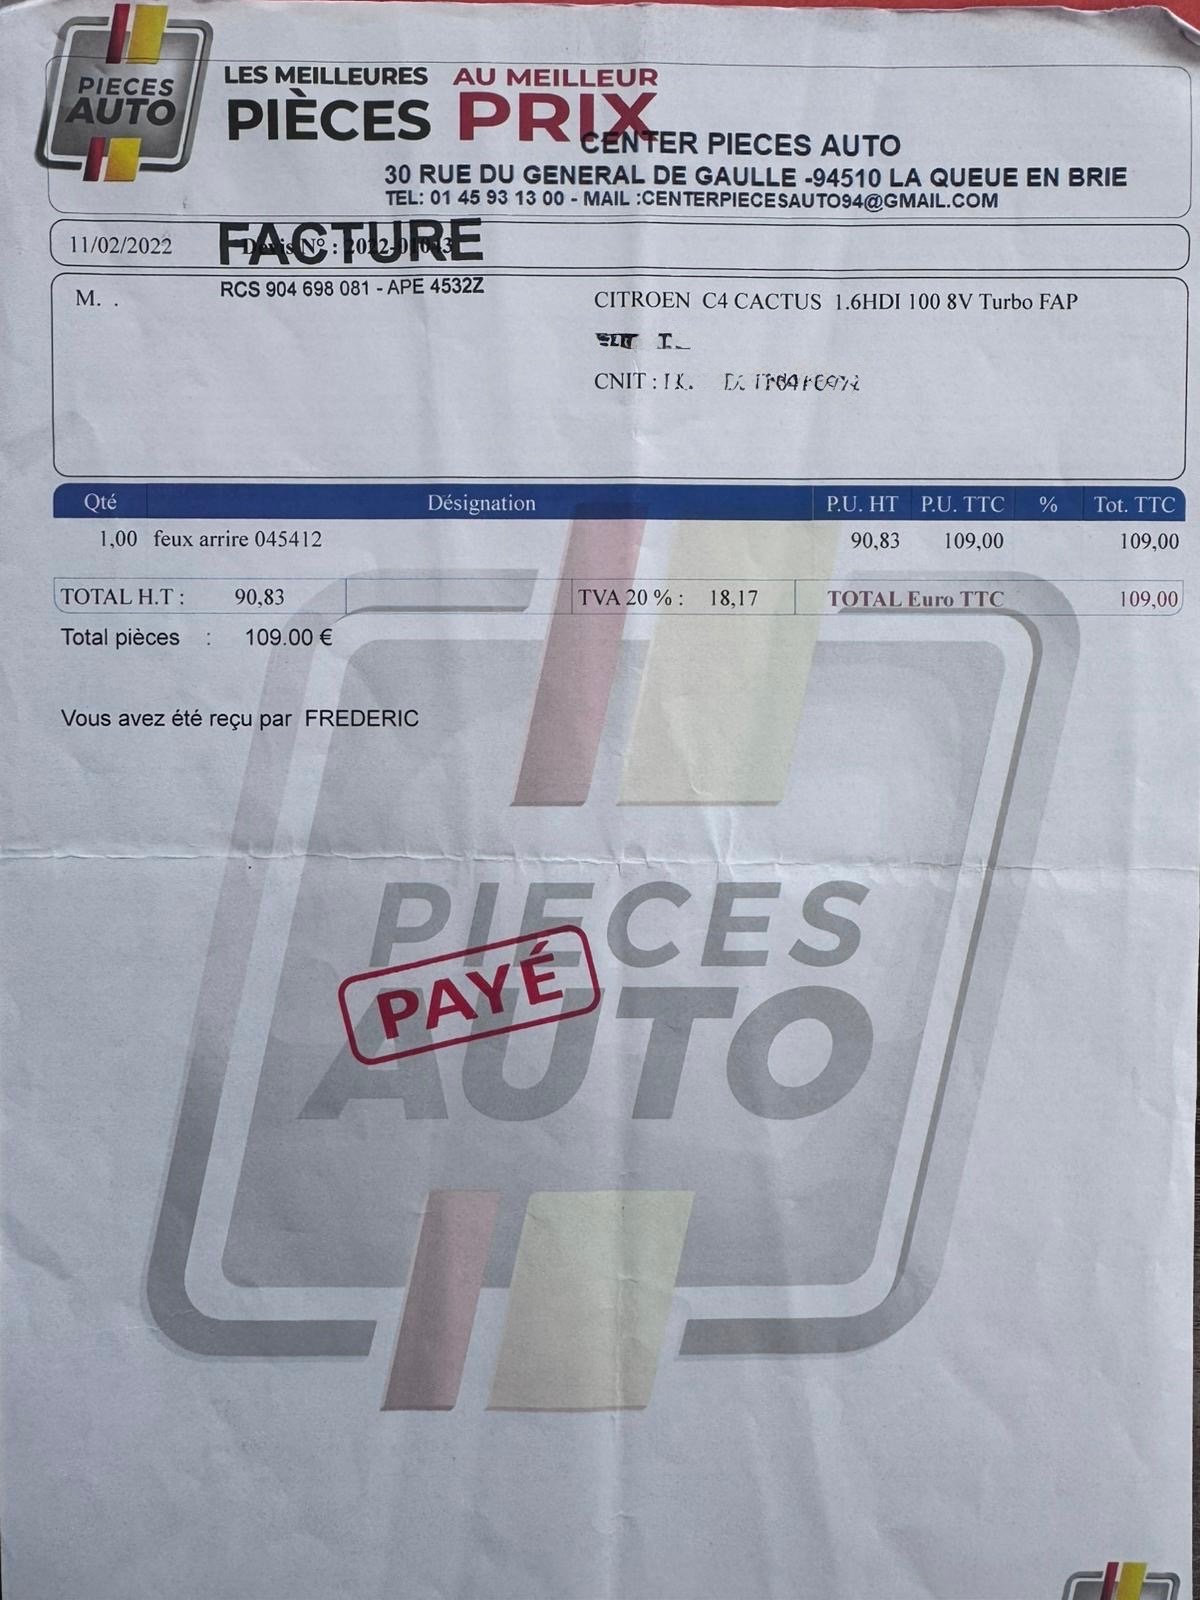 PIECES
AUTO
LES MEILLEURES AU MEILLEUR
PIÈCES PRIX
CENTER PIECES AUTO
30 RUE DU GENERAL DE GAULLE -94510 LA QUEUE EN BRIE
TEL: 01 45 93 13 00 - MAIL :CENTERPIECESAUTO94@GMAIL.COM
11/02/2022 FACTURE
Devis N° : 2022-01043
RCS 904 698 081 - APE 4532Z
M. .
CITROEN C4 CACTUS 1.6HDI 100 8V Turbo FAP
CNIT :
Qté Désignation P.U. HT P.U. TTC % Tot. TTC
1,00 feux arrire 045412 90,83 109,00 109,00
TOTAL H.T : 90,83 TVA 20 % : 18,17 TOTAL Euro TTC 109,00
Total pièces : 109.00 €
Vous avez été reçu par FREDERIC
PIECES
AUTO
PAYÉ